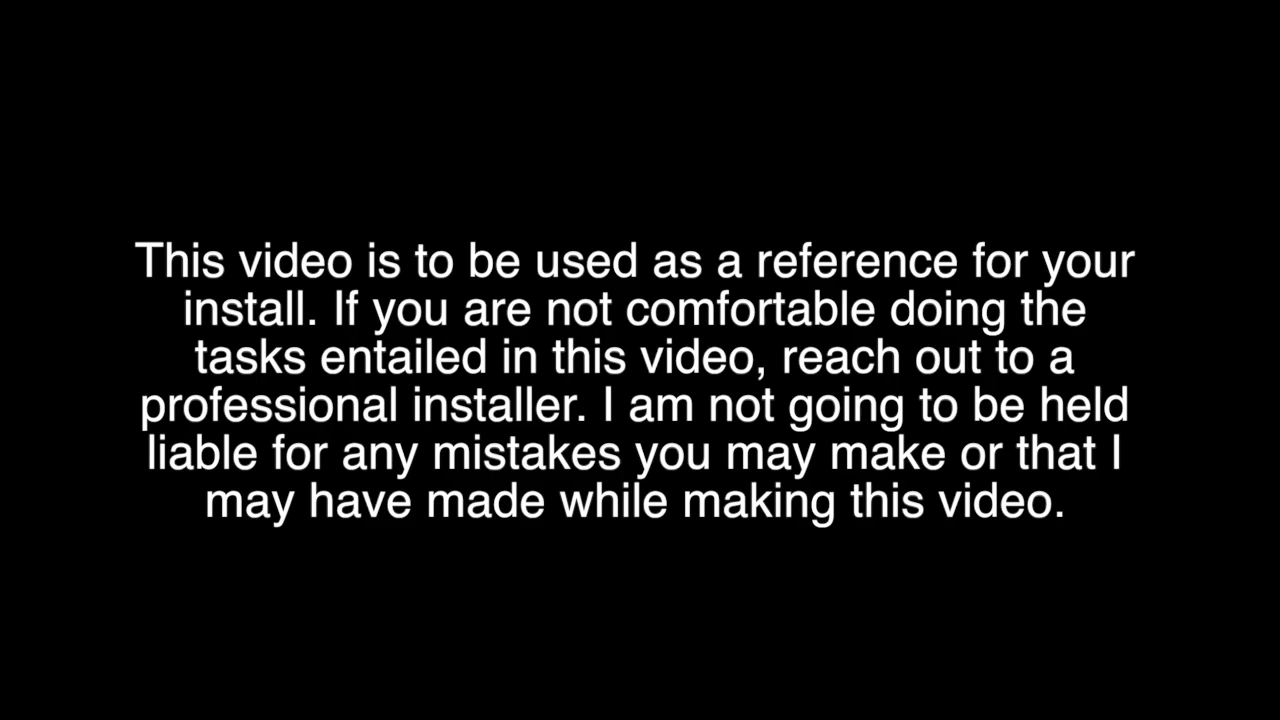 This video is to be used as a reference for your
install. If you are not comfortable doing the
tasks entailed in this video, reach out to a
professional installer. I am not going to be held
liable for any mistakes you may make or that I
may have made while making this video.